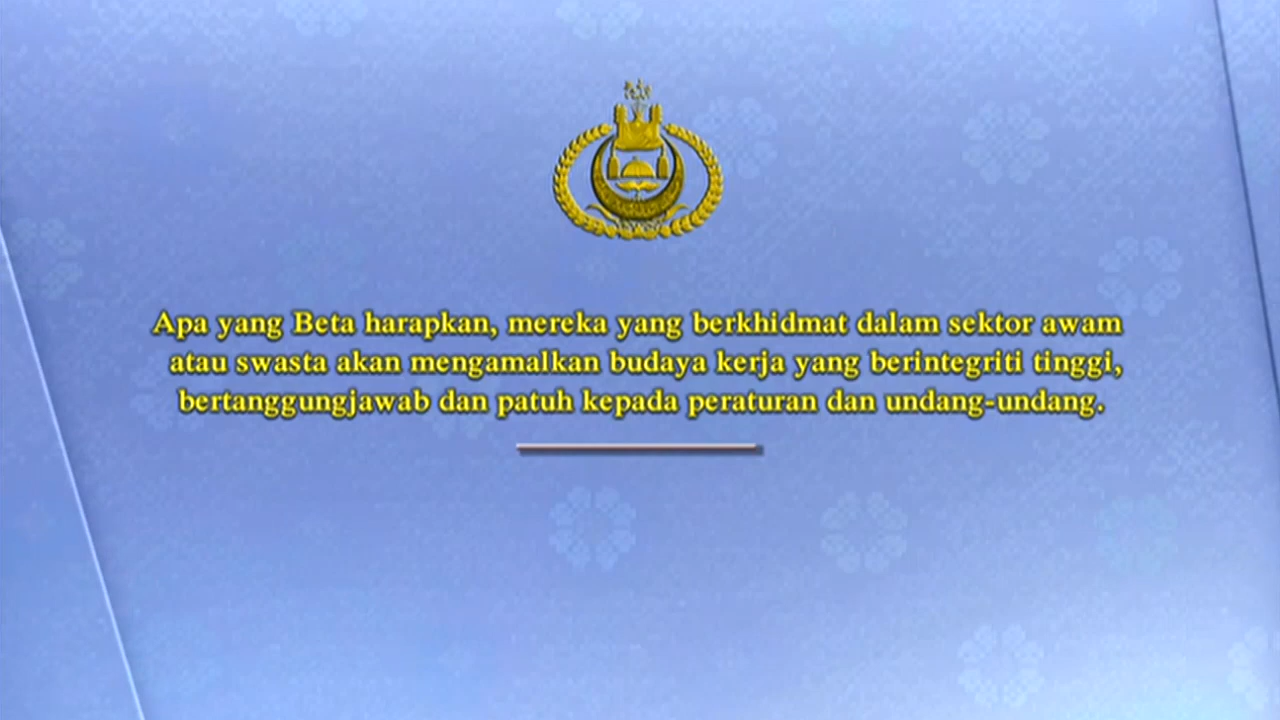 Apa yang Beta harapkan, mereka yang berkhidmat dalam sektor awam
atau swasta akan mengamalkan budaya kerja yang berintegriti tinggi,
bertanggungjawab dan patuh kepada peraturan dan undang-undang.